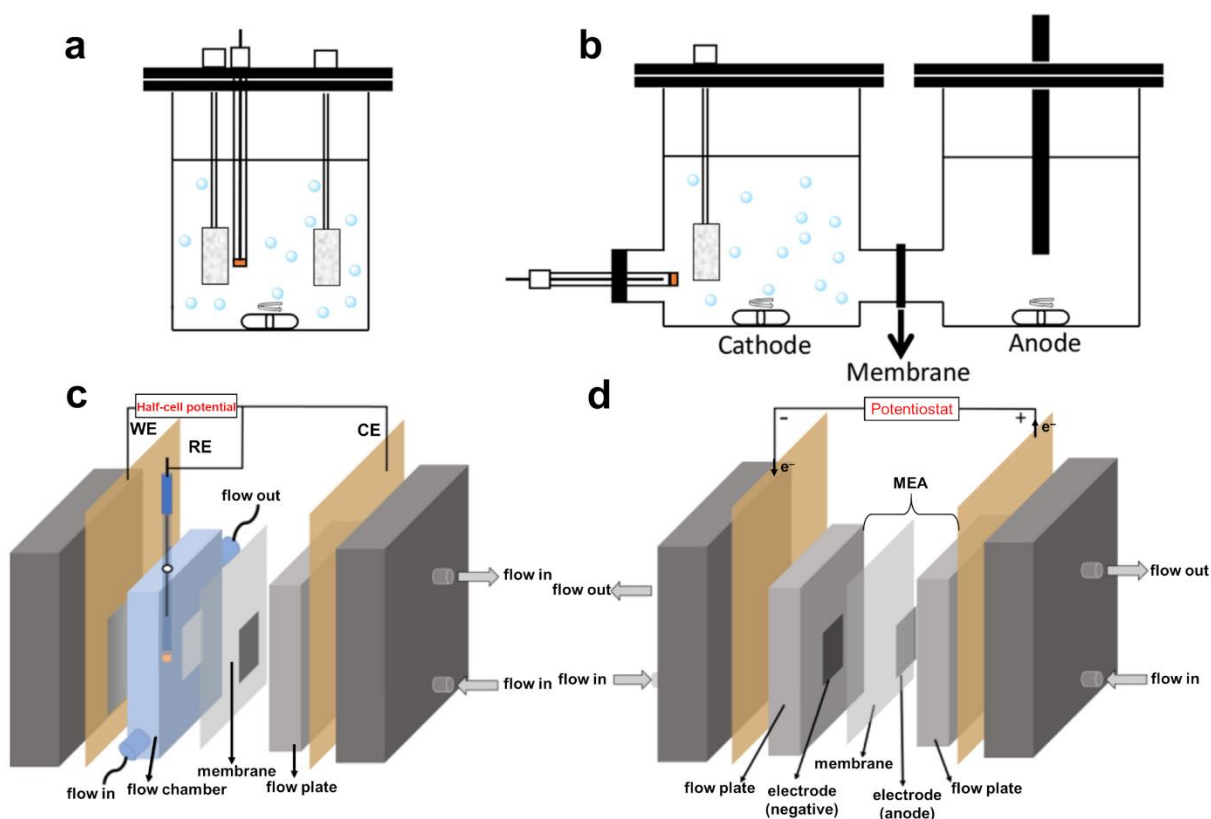 a
b
Cathode
Anode
Membrane
c
Half-cell potential
WE
RE
CE
flow out
flow in
flow in
membrane
flow in
flow chamber
flow plate
d
Potentiostat
-
+
e⁻
e⁻
MEA
flow out
flow out
flow in
flow in
membrane
flow plate
electrode
(negative)
electrode
(anode)
flow plate